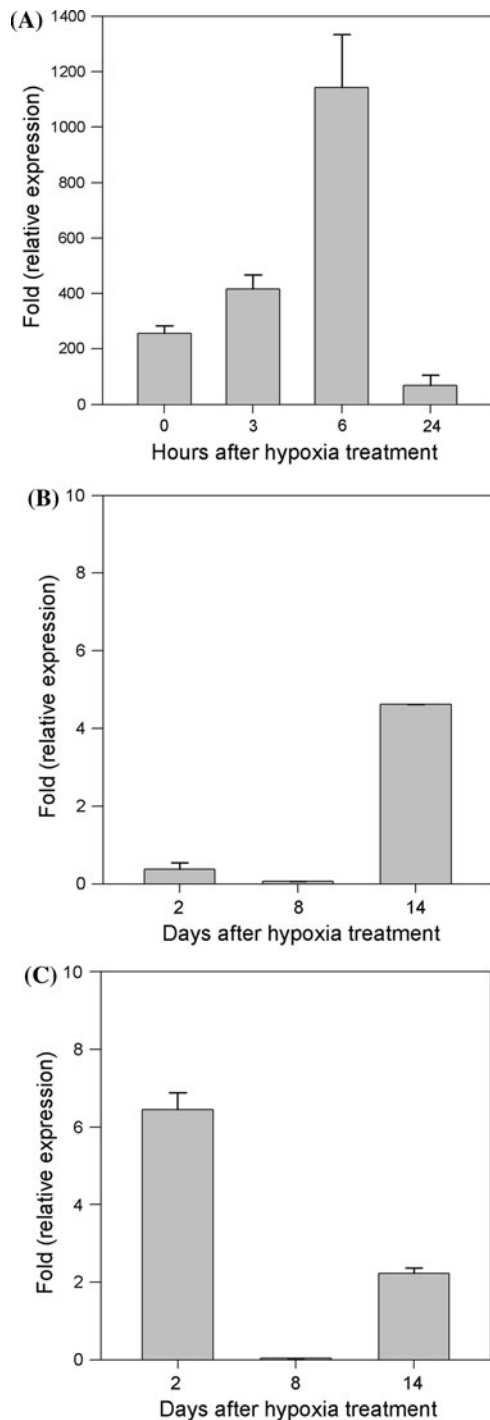 (A)
1400
1200
1000
800
600
400
200
0
Fold (relative expression)
0 3 6 24
Hours after hypoxia treatment
(B)
10
8
6
4
2
0
Fold (relative expression)
2 8 14
Days after hypoxia treatment
(C)
10
8
6
4
2
0
Fold (relative expression)
2 8 14
Days after hypoxia treatment